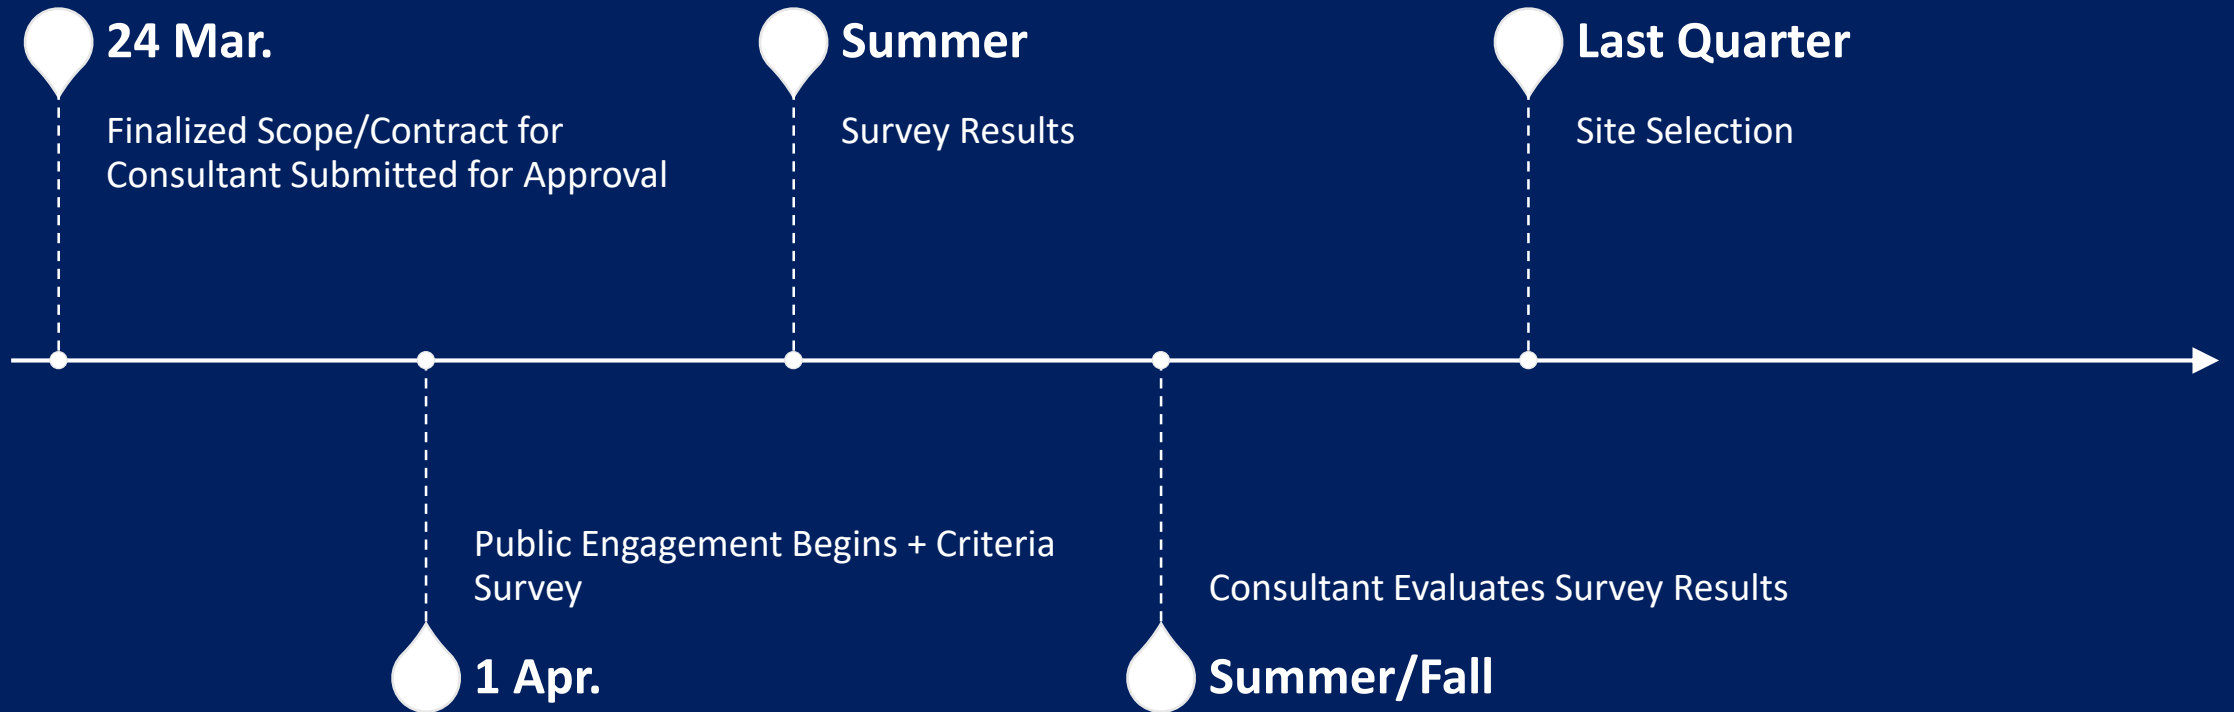 24 Mar.
Finalized Scope/Contract for
Consultant Submitted for Approval
Public Engagement Begins + Criteria
Survey
1 Apr.
Summer
Survey Results
Consultant Evaluates Survey Results
Summer/Fall
Last Quarter
Site Selection